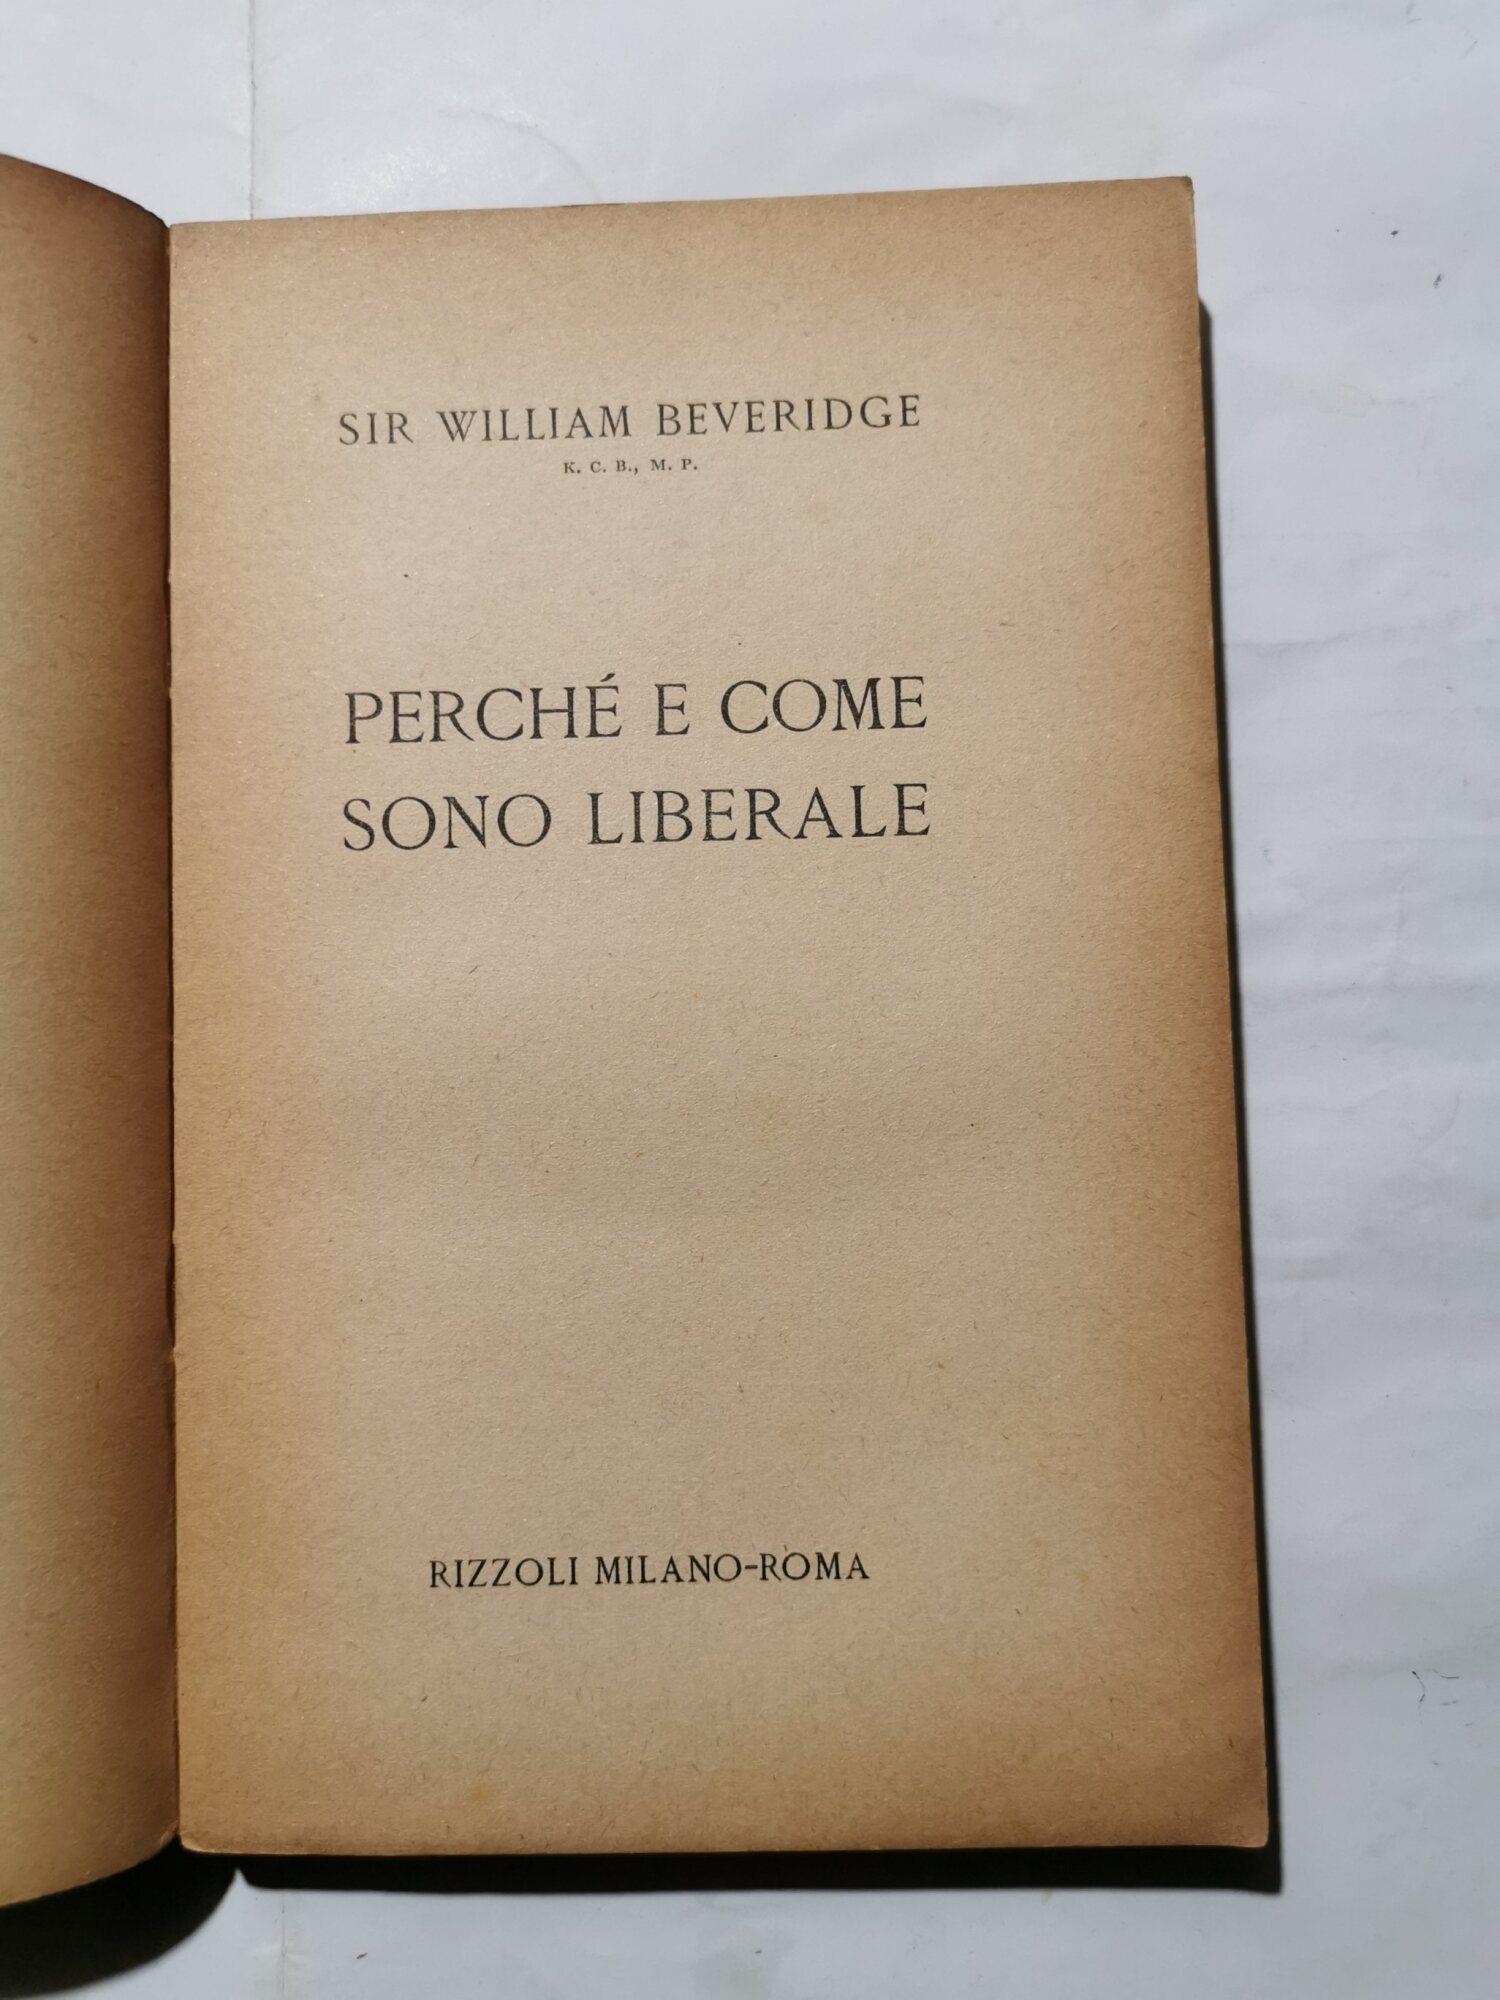 SIR WILLIAM BEVERIDGE
K. C. B., M. P.
PERCHÉ E COME
SONO LIBERALE
RIZZOLI MILANO-ROMA